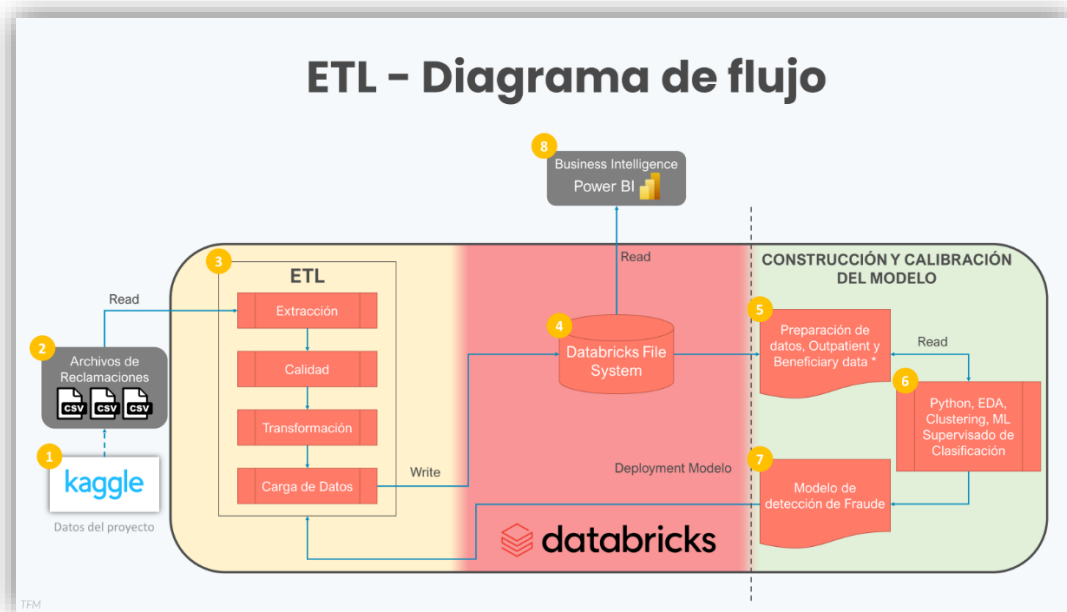 ETL - Diagrama de flujo
8
Business Intelligence
Power BI
3
ETL
Read
CONSTRUCCIÓN Y CALIBRACIÓN
DEL MODELO
Read
Extracción
2
Archivos de
Reclamaciones
CSV CSV CSV
Calidad
4
Databricks File
System
5
Preparación de
datos, Outpatient y
Beneficiary data *
Read
6
Python, EDA,
Clustering, ML
Supervisado de
Clasificación
Transformación
1
kaggle
Datos del proyecto
Carga de Datos
Write
Deployment Modelo
7
Modelo de
detección de Fraude
databricks
TFM